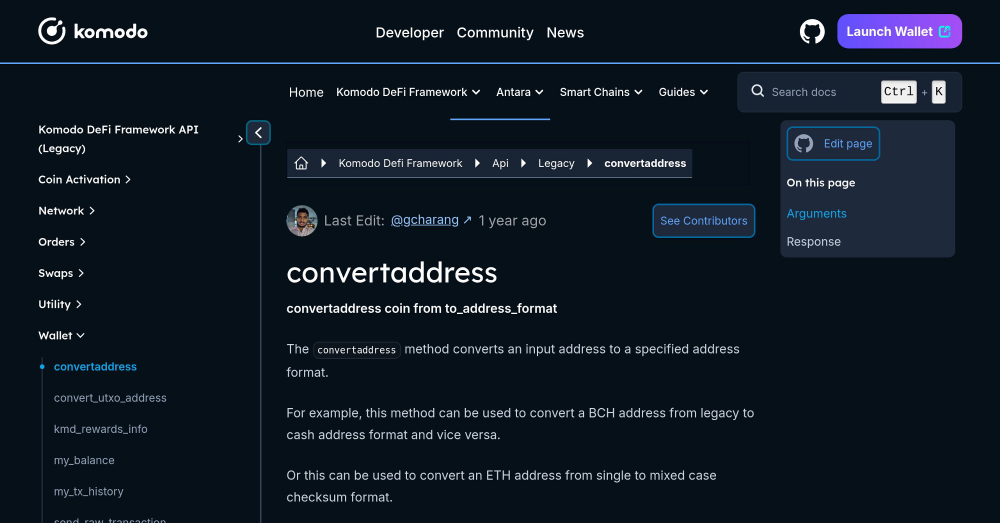 komodo
Developer Community News
Launch Wallet
Home Komodo DeFi Framework Antara Smart Chains Guides
Search docs Ctrl + K
Komodo DeFi Framework API
(Legacy)
Coin Activation
Network
Orders
Swaps
Utility
Wallet
convertaddress
convert_utxo_address
kmd_rewards_info
my_balance
my_tx_history
send_raw_transaction
Komodo Defi Framework Api Legacy convertaddress
Last Edit: @gcharang ↗ 1 year ago
See Contributors
convertaddress
convertaddress coin from to_address_format
The convertaddress method converts an input address to a specified address
format.
For example, this method can be used to convert a BCH address from legacy to
cash address format and vice versa.
Or this can be used to convert an ETH address from single to mixed case
checksum format.
Edit page
On this page
Arguments
Response